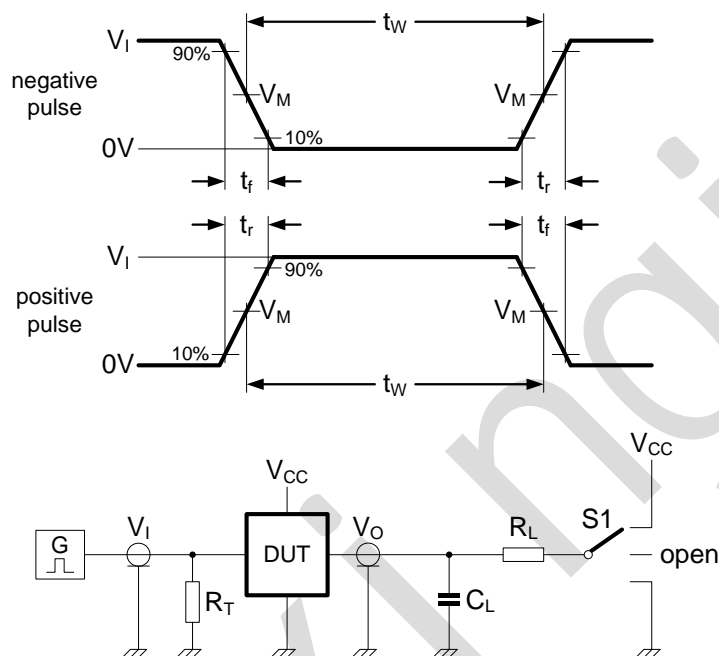 t_W
V_I
90%
negative
pulse
V_M
V_M
10%
0V
t_f
t_r
t_r
t_f
V_I
90%
positive
pulse
V_M
V_M
10%
0V
t_W
V_CC
V_CC
V_I
V_O
R_L
S1
G
DUT
open
R_T
C_L